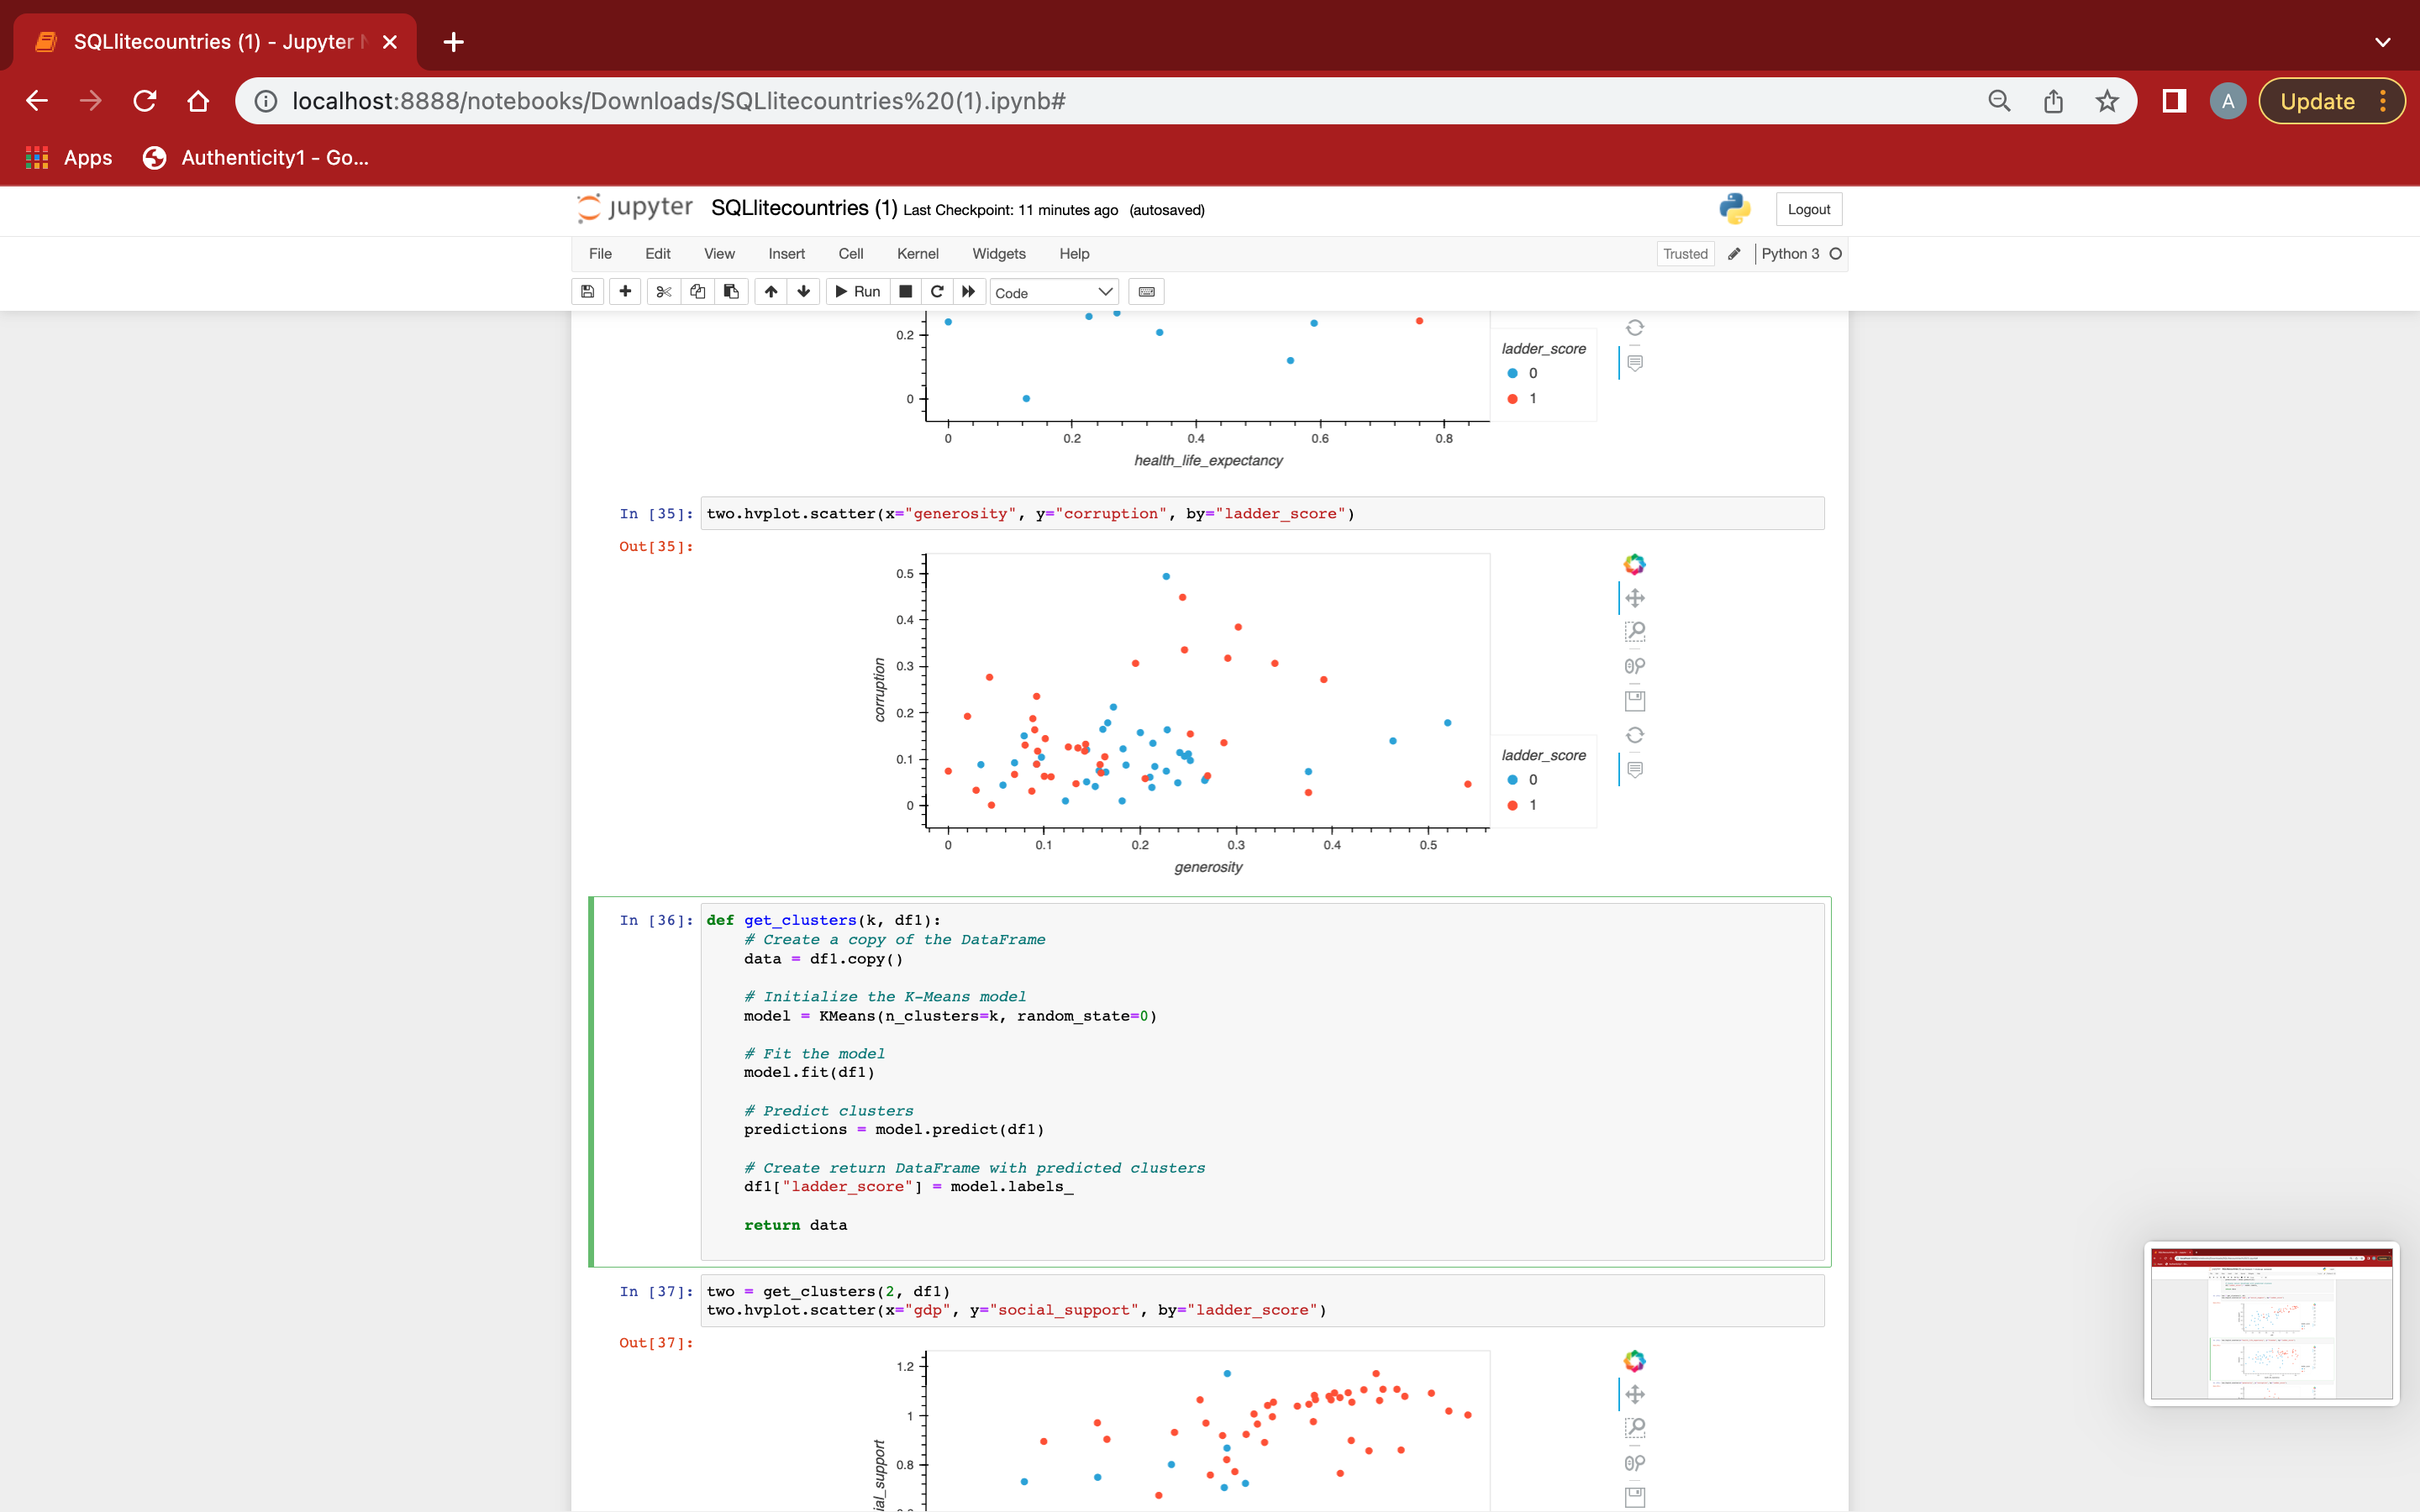 SQLlitecountries (1) - Jupyter
localhost:8888/notebooks/Downloads/SQLlitecountries%20(1).ipynb#
A
Update
Apps
Authenticity1 - Go...
jupyter SQLlitecountries (1) Last Checkpoint: 11 minutes ago (autosaved)
Logout
File Edit View Insert Cell Kernel Widgets Help
Trusted
Python 3
Run
Code
0.2
0
0 0.2 0.4 0.6 0.8
health_life_expectancy
ladder_score
0
1
In [35]: two.hvplot.scatter(x="generosity", y="corruption", by="ladder_score")
Out[35]:
0.5
0.4
0.3
0.2
0.1
0
corruption
0 0.1 0.2 0.3 0.4 0.5
generosity
ladder_score
0
1
In [36]: def get_clusters(k, df1):
# Create a copy of the DataFrame
data = df1.copy()
# Initialize the K-Means model
model = KMeans(n_clusters=k, random_state=0)
# Fit the model
model.fit(df1)
# Predict clusters
predictions = model.predict(df1)
# Create return DataFrame with predicted clusters
df1["ladder_score"] = model.labels_
return data
In [37]: two = get_clusters(2, df1)
two.hvplot.scatter(x="gdp", y="social_support", by="ladder_score")
Out[37]:
1.2
1
0.8
ial_support